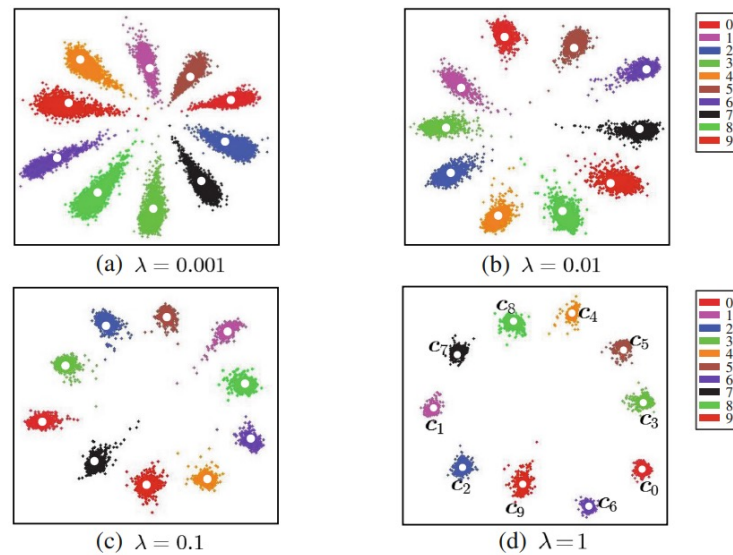 0
1
2
3
4
5
6
7
8
9
(a) λ = 0.001
(b) λ = 0.01
0
1
2
3
4
5
6
7
8
9
c₈
c₄
c₇
c₅
c₁
c₃
c₂
c₉
c₆
c₀
(c) λ = 0.1
(d) λ = 1